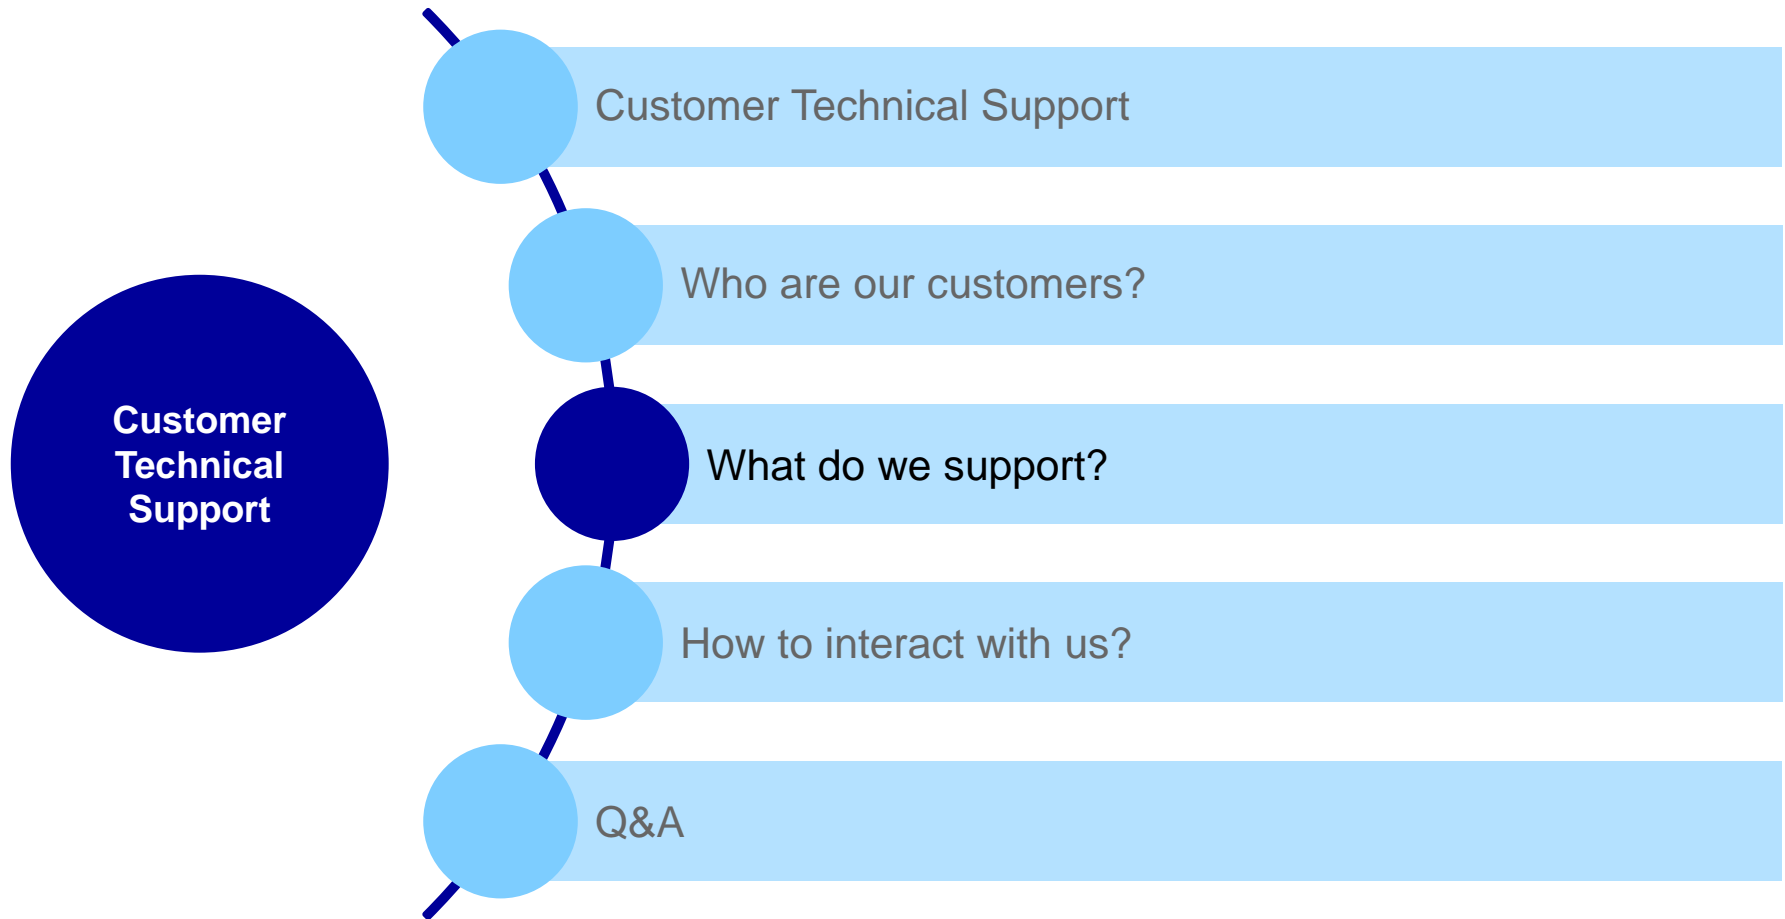 Customer
Technical
Support
Customer Technical Support
Who are our customers?
What do we support?
How to interact with us?
Q&A